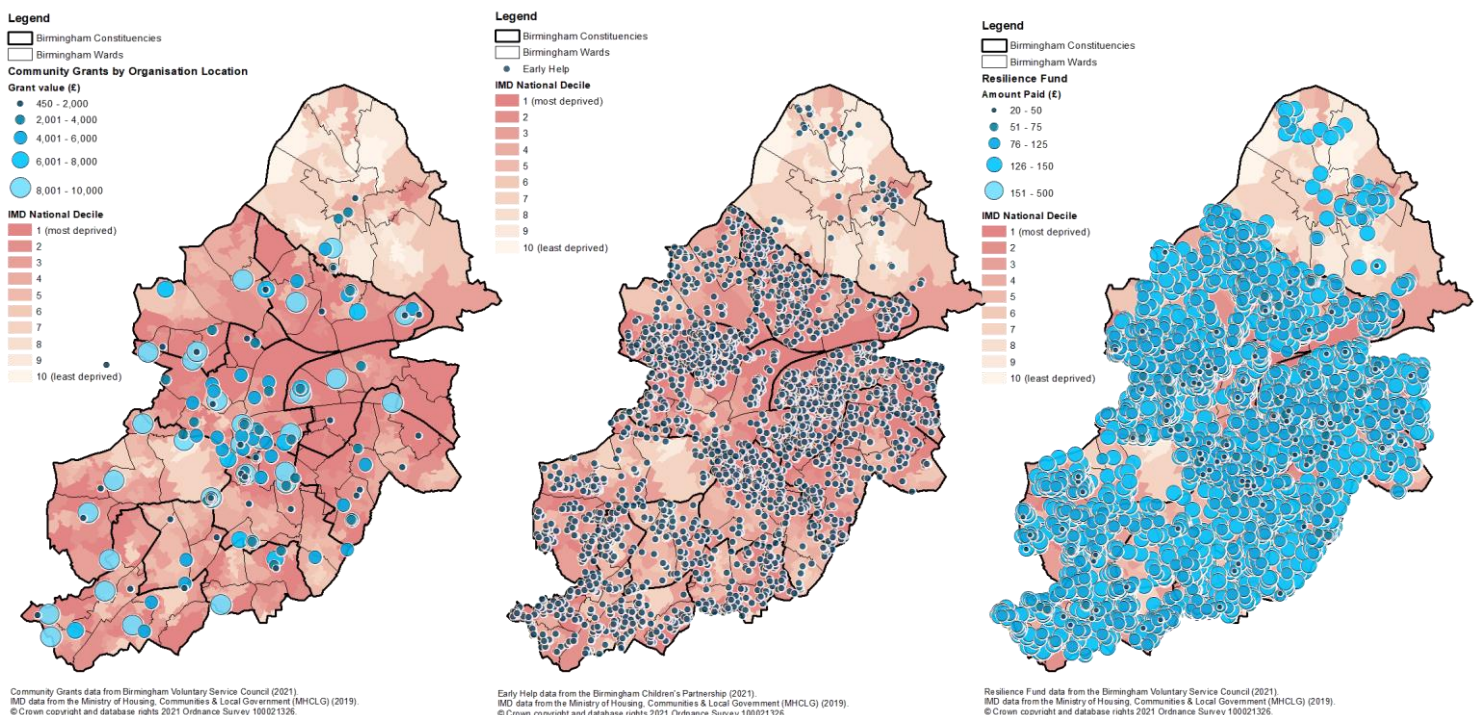 Legend
Birmingham Constituencies
Birmingham Wards
Community Grants by Organisation Location
Grant value (£)
450 - 2,000
2,001 - 4,000
4,001 - 6,000
6,001 - 8,000
8,001 - 10,000
IMD National Decile
1 (most deprived)
2
3
4
5
6
7
8
9
10 (least deprived)
Community Grants data from Birmingham Voluntary Service Council (2021).
IMD data from the Ministry of Housing, Communities & Local Government (MHCLG) (2019).
© Crown copyright and database rights 2021 Ordnance Survey 100021326.
Legend
Birmingham Constituencies
Birmingham Wards
Early Help
IMD National Decile
1 (most deprived)
2
3
4
5
6
7
8
9
10 (least deprived)
Early Help data from the Birmingham Children's Partnership (2021).
IMD data from the Ministry of Housing, Communities & Local Government (MHCLG) (2019).
© Crown copyright and database rights 2021 Ordnance Survey 100021326.
Legend
Birmingham Constituencies
Birmingham Wards
Resilience Fund
Amount Paid (£)
20 - 50
51 - 75
76 - 125
126 - 150
151 - 500
IMD National Decile
1 (most deprived)
2
3
4
5
6
7
8
9
10 (least deprived)
Resilience Fund data from the Birmingham Voluntary Service Council (2021).
IMD data from the Ministry of Housing, Communities & Local Government (MHCLG) (2019).
© Crown copyright and database rights 2021 Ordnance Survey 100021326.